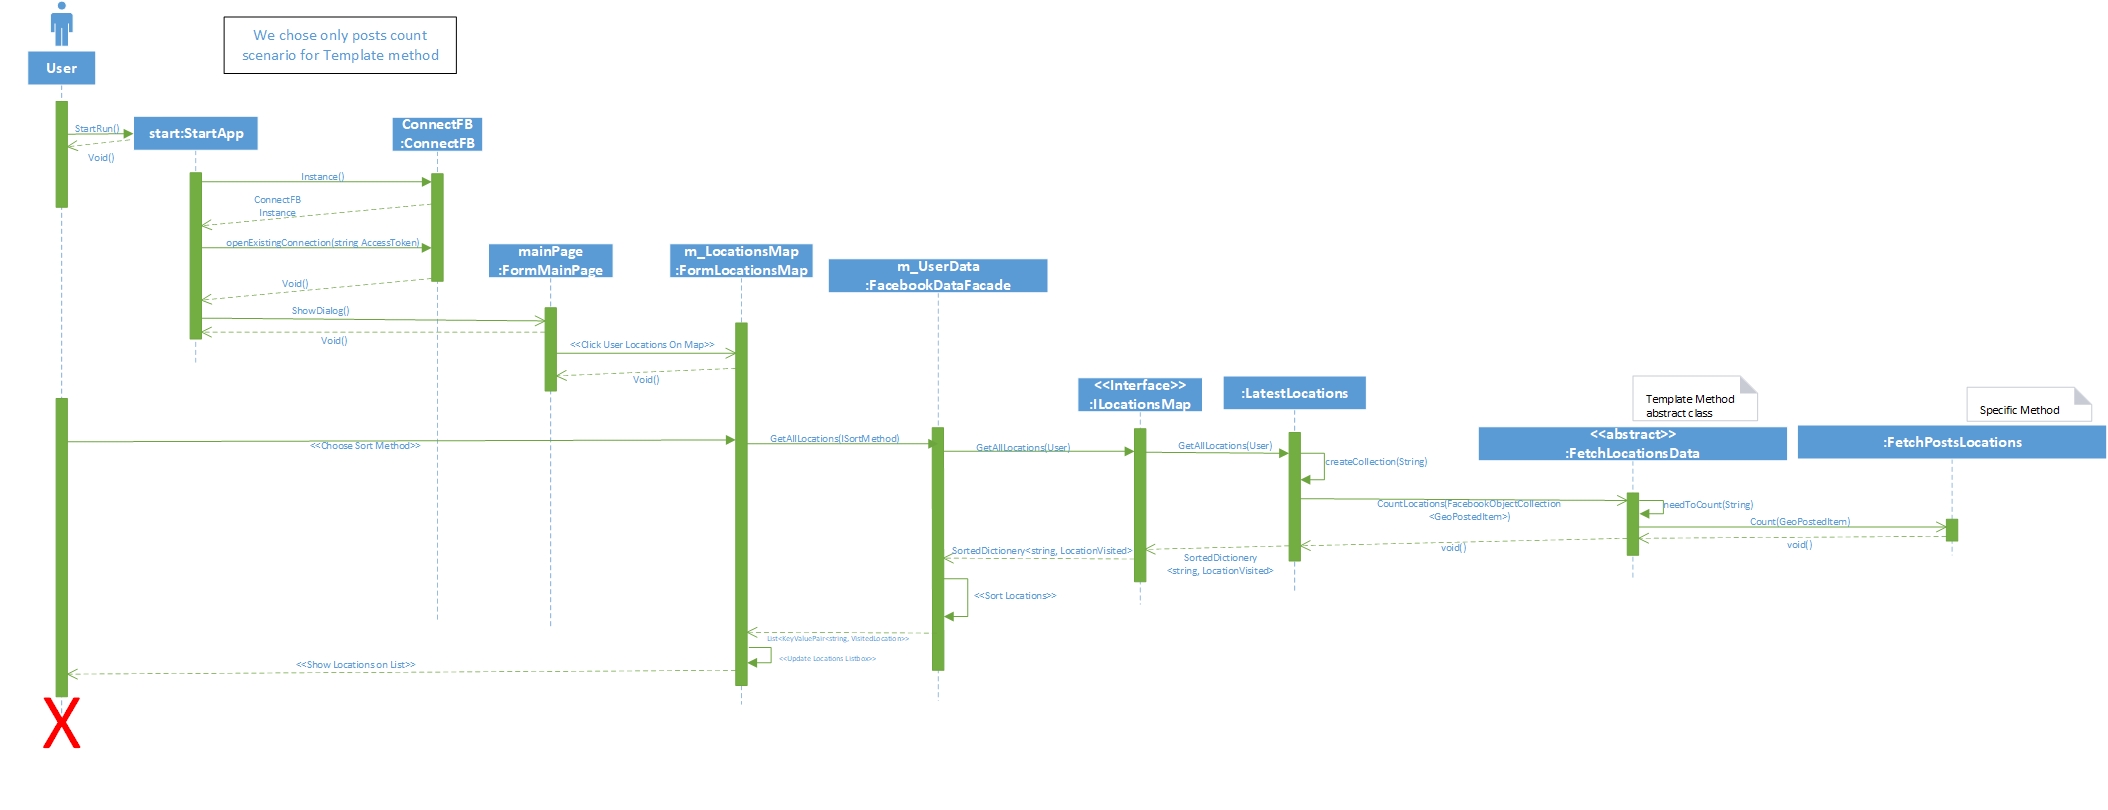 We chose only posts count
scenario for Template method
User
StartRun()
Void()
start:StartApp
ConnectFB
:ConnectFB
Instance()
ConnectFB
Instance
openExistingConnection(string AccessToken)
Void()
ShowDialog()
Void()
mainPage
:FormMainPage
m_LocationsMap
:FormLocationsMap
m_UserData
:FacebookDataFacade
<<Click User Locations On Map>>
Void()
<<Interface>>
:ILocationsMap
:LatestLocations
Template Method
abstract class
Specific Method
<<abstract>>
:FetchLocationsData
:FetchPostsLocations
<<Choose Sort Method>>
GetAllLocations(ISortMethod)
GetAllLocations(User)
GetAllLocations(User)
createCollection(String)
CountLocations(FacebookObjectCollection
<GeoPostedItem>)
needToCount(String)
Count(GeoPostedItem)
void()
void()
SortedDictionery
<string, LocationVisited>
SortedDictionery<string, LocationVisited>
<<Sort Locations>>
List<KeyValuePair<string, VisitedLocation>>
<<Update Locations Listbox>>
<<Show Locations on List>>
X